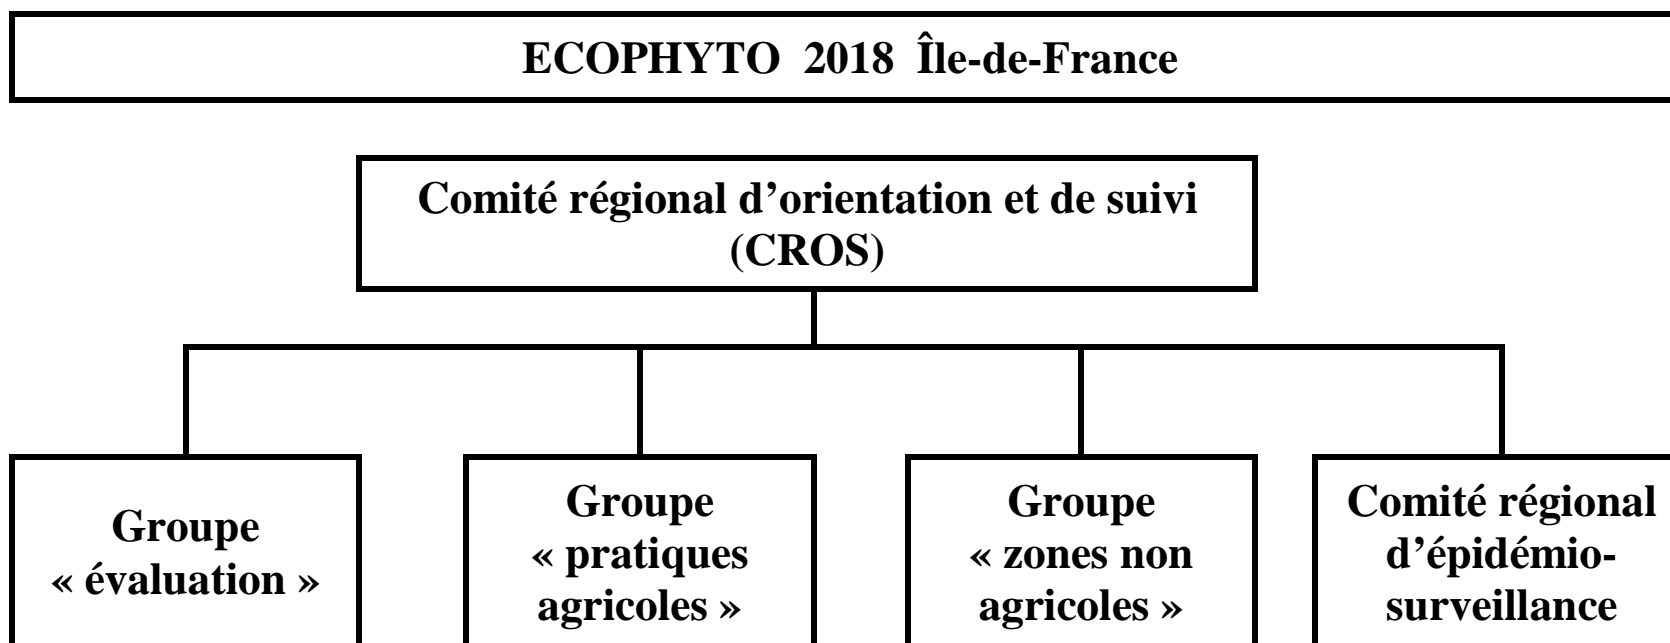 ECOPHYTO 2018 Île-de-France
Comité régional d’orientation et de suivi
(CROS)
Groupe
« évaluation »
Groupe
« pratiques
agricoles »
Groupe
« zones non
agricoles »
Comité régional
d’épidémio-
surveillance